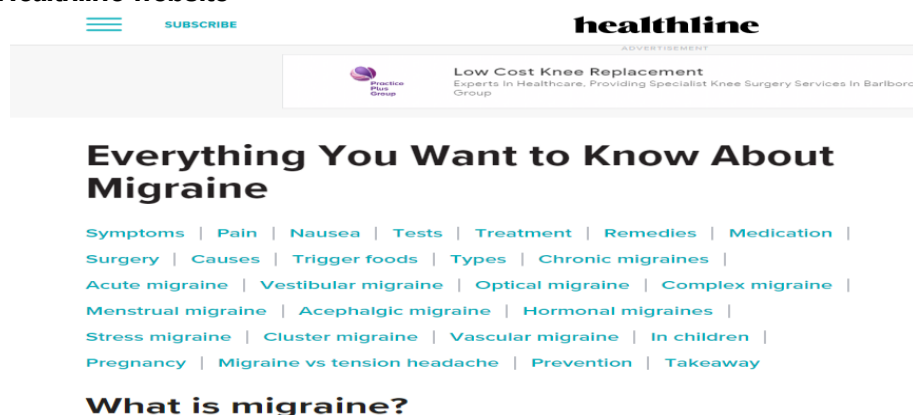 SUBSCRIBE
healthline
ADVERTISEMENT
Practice
Plus
Group
Low Cost Knee Replacement
Experts In Healthcare, Providing Specialist Knee Surgery Services In Barlboro
Group
Everything You Want to Know About
Migraine
Symptoms | Pain | Nausea | Tests | Treatment | Remedies | Medication |
Surgery | Causes | Trigger foods | Types | Chronic migraines |
Acute migraine | Vestibular migraine | Optical migraine | Complex migraine |
Menstrual migraine | Acephalgic migraine | Hormonal migraines |
Stress migraine | Cluster migraine | Vascular migraine | In children |
Pregnancy | Migraine vs tension headache | Prevention | Takeaway
What is migraine?